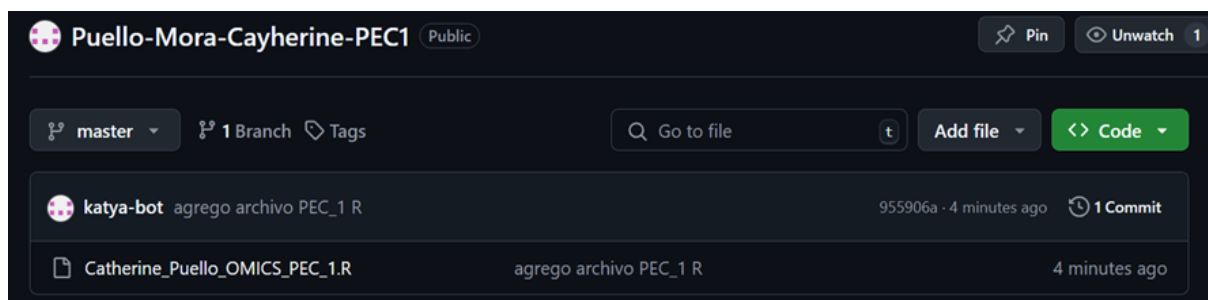 Puello-Mora-Cayherine-PEC1 Public Pin Unwatch 1
master 1 Branch Tags Go to file t Add file <> Code
katya-bot agrego archivo PEC_1 R 955906a · 4 minutes ago 1 Commit
Catherine_Puello_OMICS_PEC_1.R agrego archivo PEC_1 R 4 minutes ago